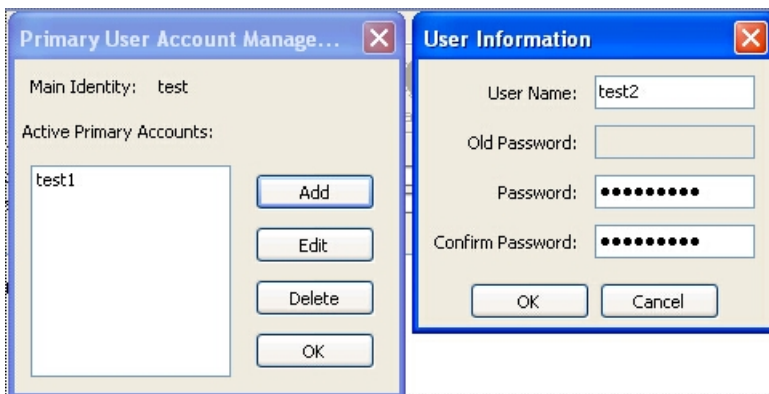 Primary User Account Manage...
Main Identity: test
Active Primary Accounts:
test1
Add
Edit
Delete
OK
User Information
User Name: test2
Old Password:
Password: ●●●●●●●●●
Confirm Password: ●●●●●●●●●
OK Cancel